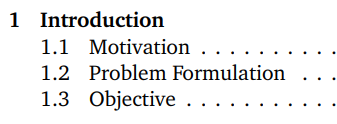 1 Introduction
1.1 Motivation . . . . . . . . . . .
1.2 Problem Formulation . . .
1.3 Objective . . . . . . . . . . . .